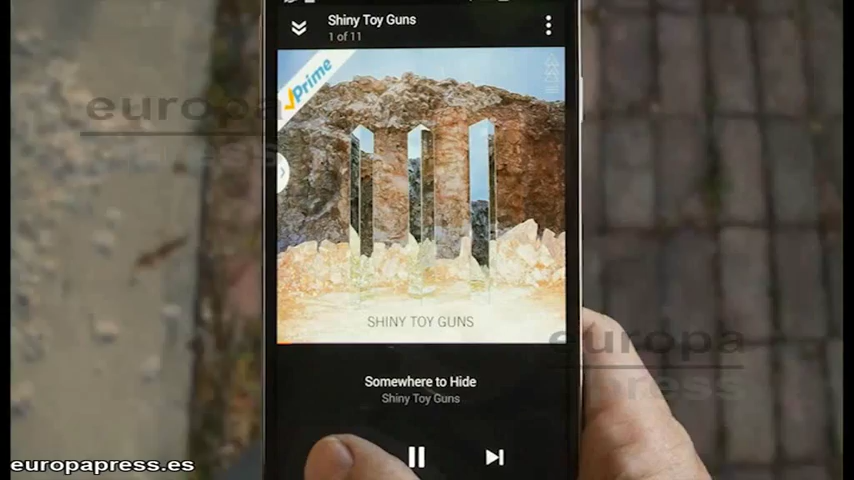 Shiny Toy Guns
1 of 11
Prime
europa
press
SHINY TOY GUNS
europa
press
Somewhere to Hide
Shiny Toy Guns
europapress.es